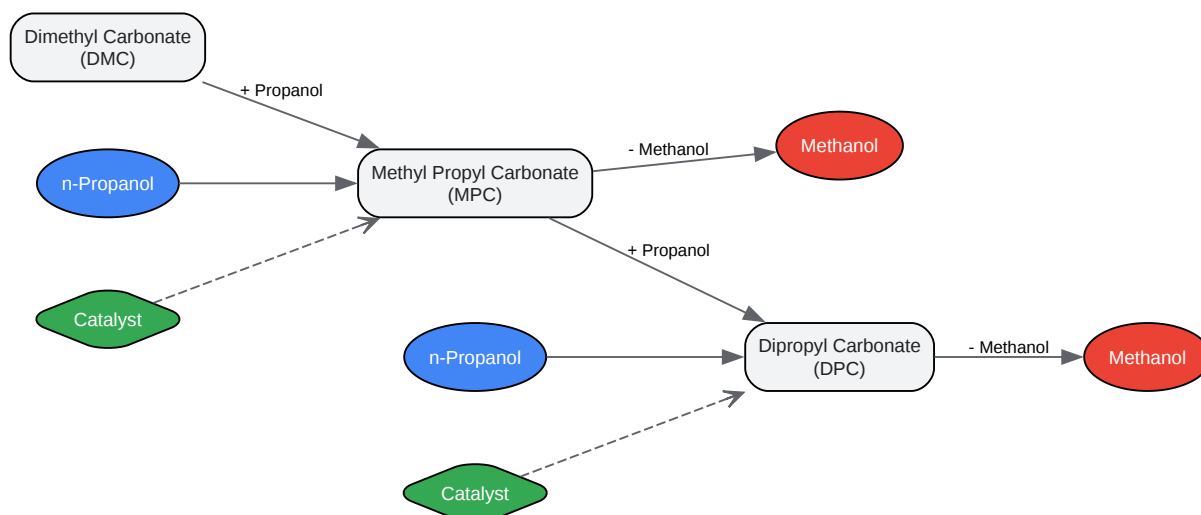 Dimethyl Carbonate
(DMC)
+ Propanol
n-Propanol
Methyl Propyl Carbonate
(MPC)
- Methanol
Methanol
Catalyst
+ Propanol
n-Propanol
Dipropyl Carbonate
(DPC)
- Methanol
Methanol
Catalyst